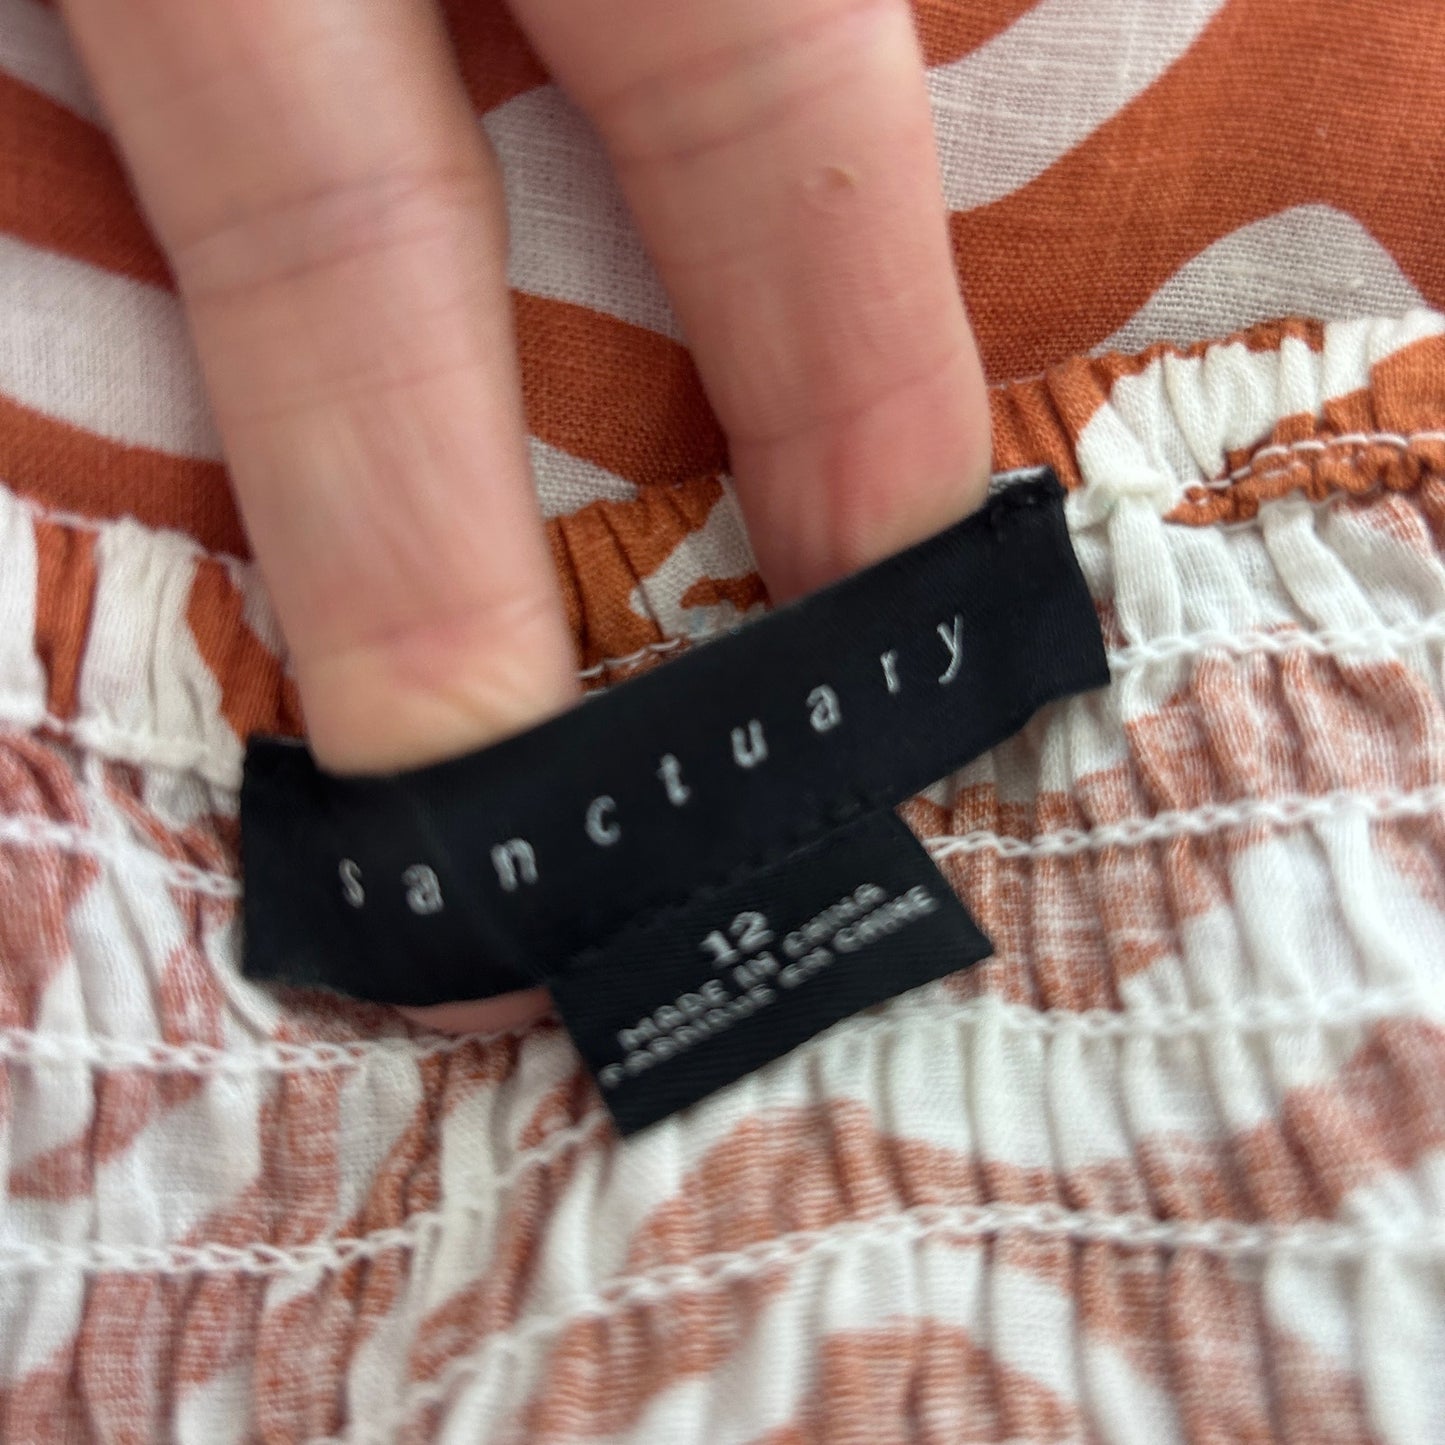 sanctuary
12
MADE IN CHINA
FABRIQUE EN CHINE